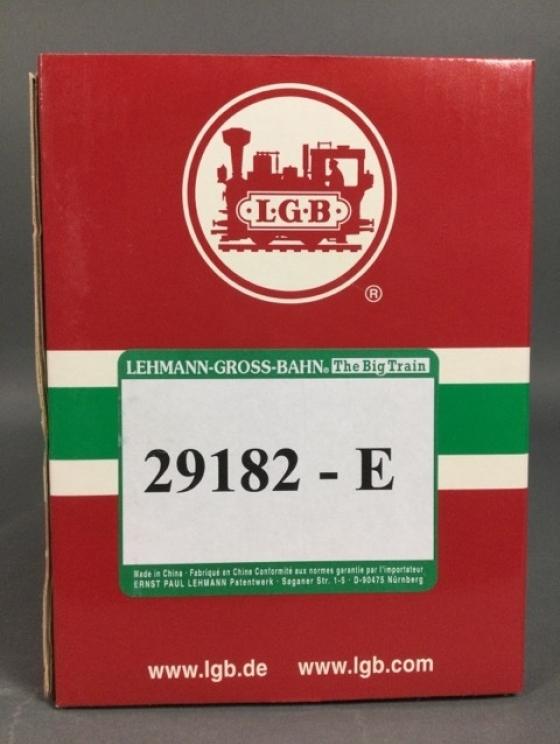 L·G·B
®
LEHMANN-GROSS-BAHN® The Big Train
29182 - E
Made in China · Fabriqué en Chine Conformité aux normes garantie par l'importateur
ERNST PAUL LEHMANN Patentwerk · Saganer Str. 1-5 · D-90475 Nürnberg
www.lgb.de www.lgb.com